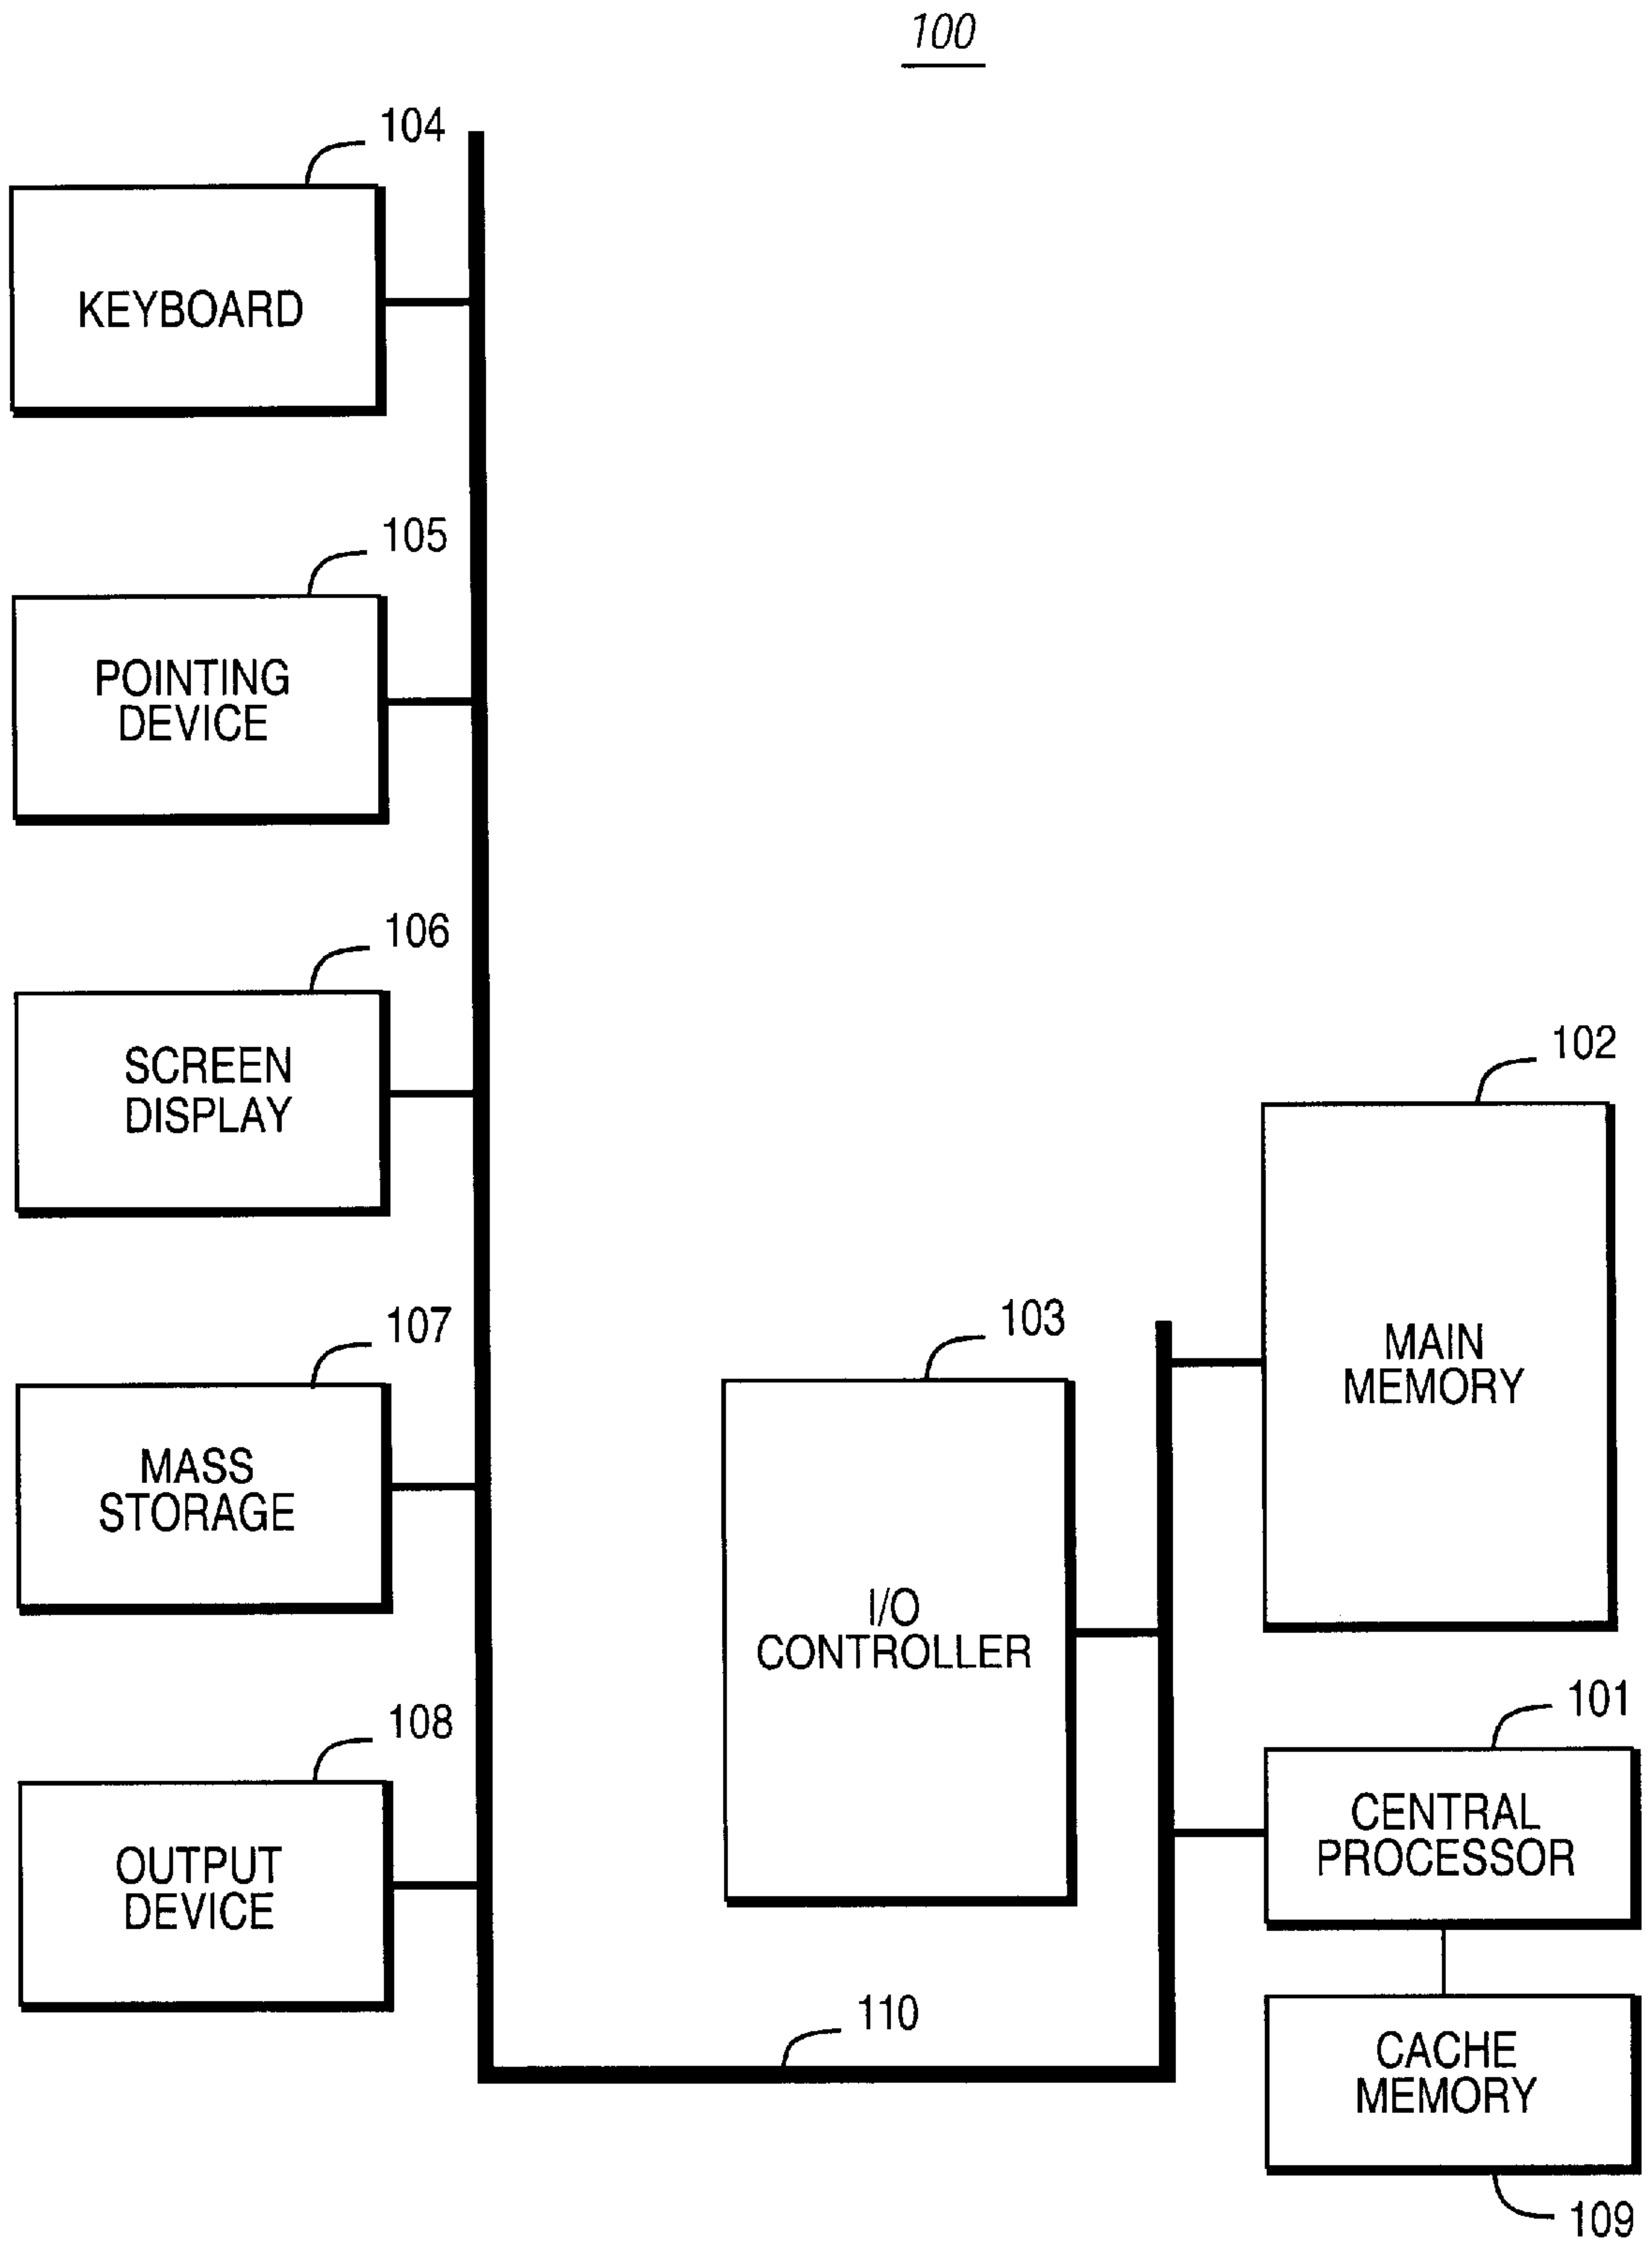 100
104
KEYBOARD
105
POINTING
DEVICE
106
SCREEN
DISPLAY
107
MASS
STORAGE
108
OUTPUT
DEVICE
103
I/O
CONTROLLER
102
MAIN
MEMORY
101
CENTRAL
PROCESSOR
110
CACHE
MEMORY
109